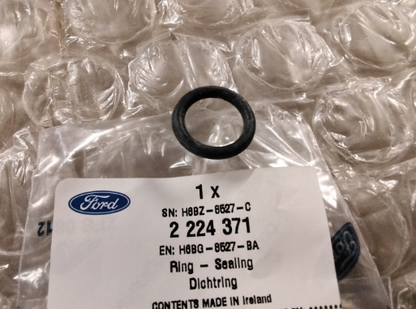 Ford
1 x
SN: H6BZ-8527-C
2 224 371
EN: H6BG-8527-BA
Ring - Sealing
Dichtring
CONTENTS MADE IN Ireland